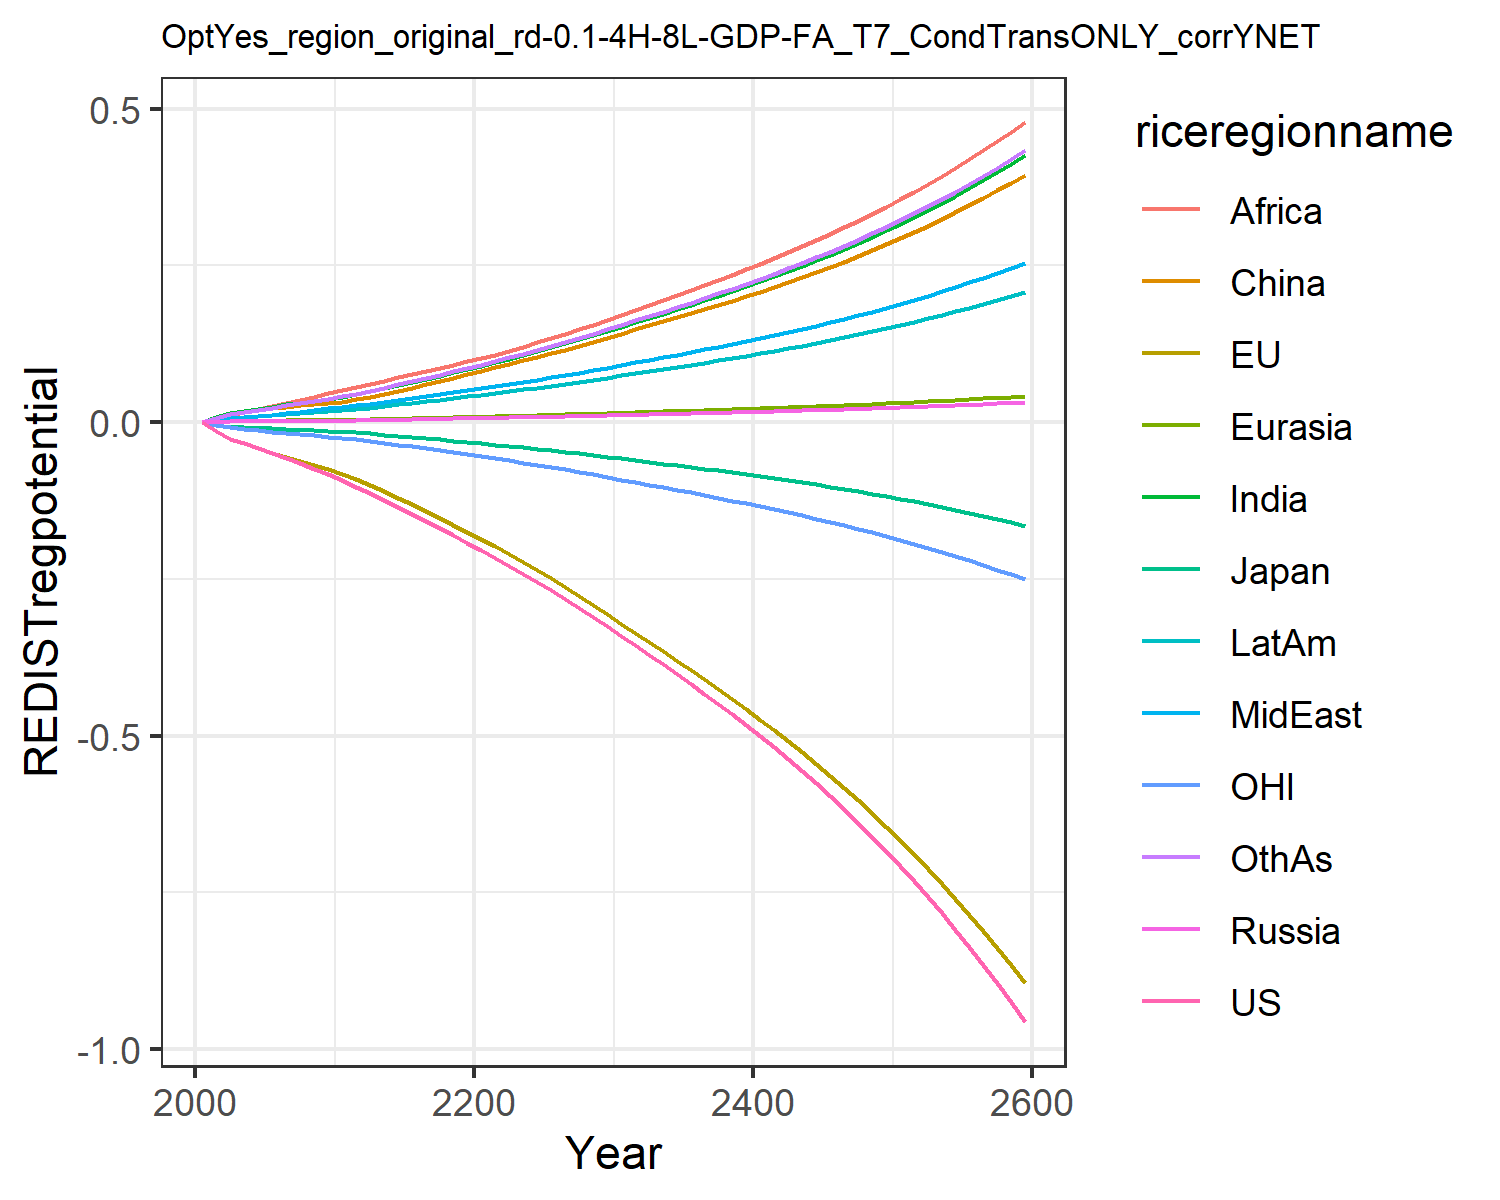 OptYes_region_original_rd-0.1-4H-8L-GDP-FA_T7_CondTransONLY_corrYNET
REDISTregpotential
0.5
0.0
-0.5
-1.0
2000
2200
2400
2600
Year
riceregionname
Africa
China
EU
Eurasia
India
Japan
LatAm
MidEast
OHI
OthAs
Russia
US